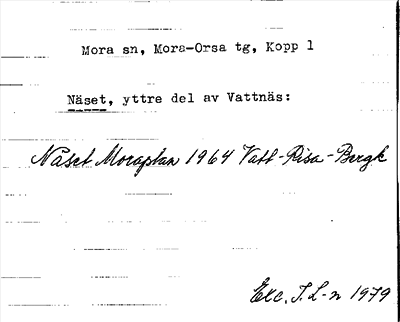 Mora sn, Mora-Orsa tg, Kopp l
Näset, yttre del av Vattnäs:
Näset Moraplan 1964 Vatt-Risa-Bergk
Exc. I. L-n 1979